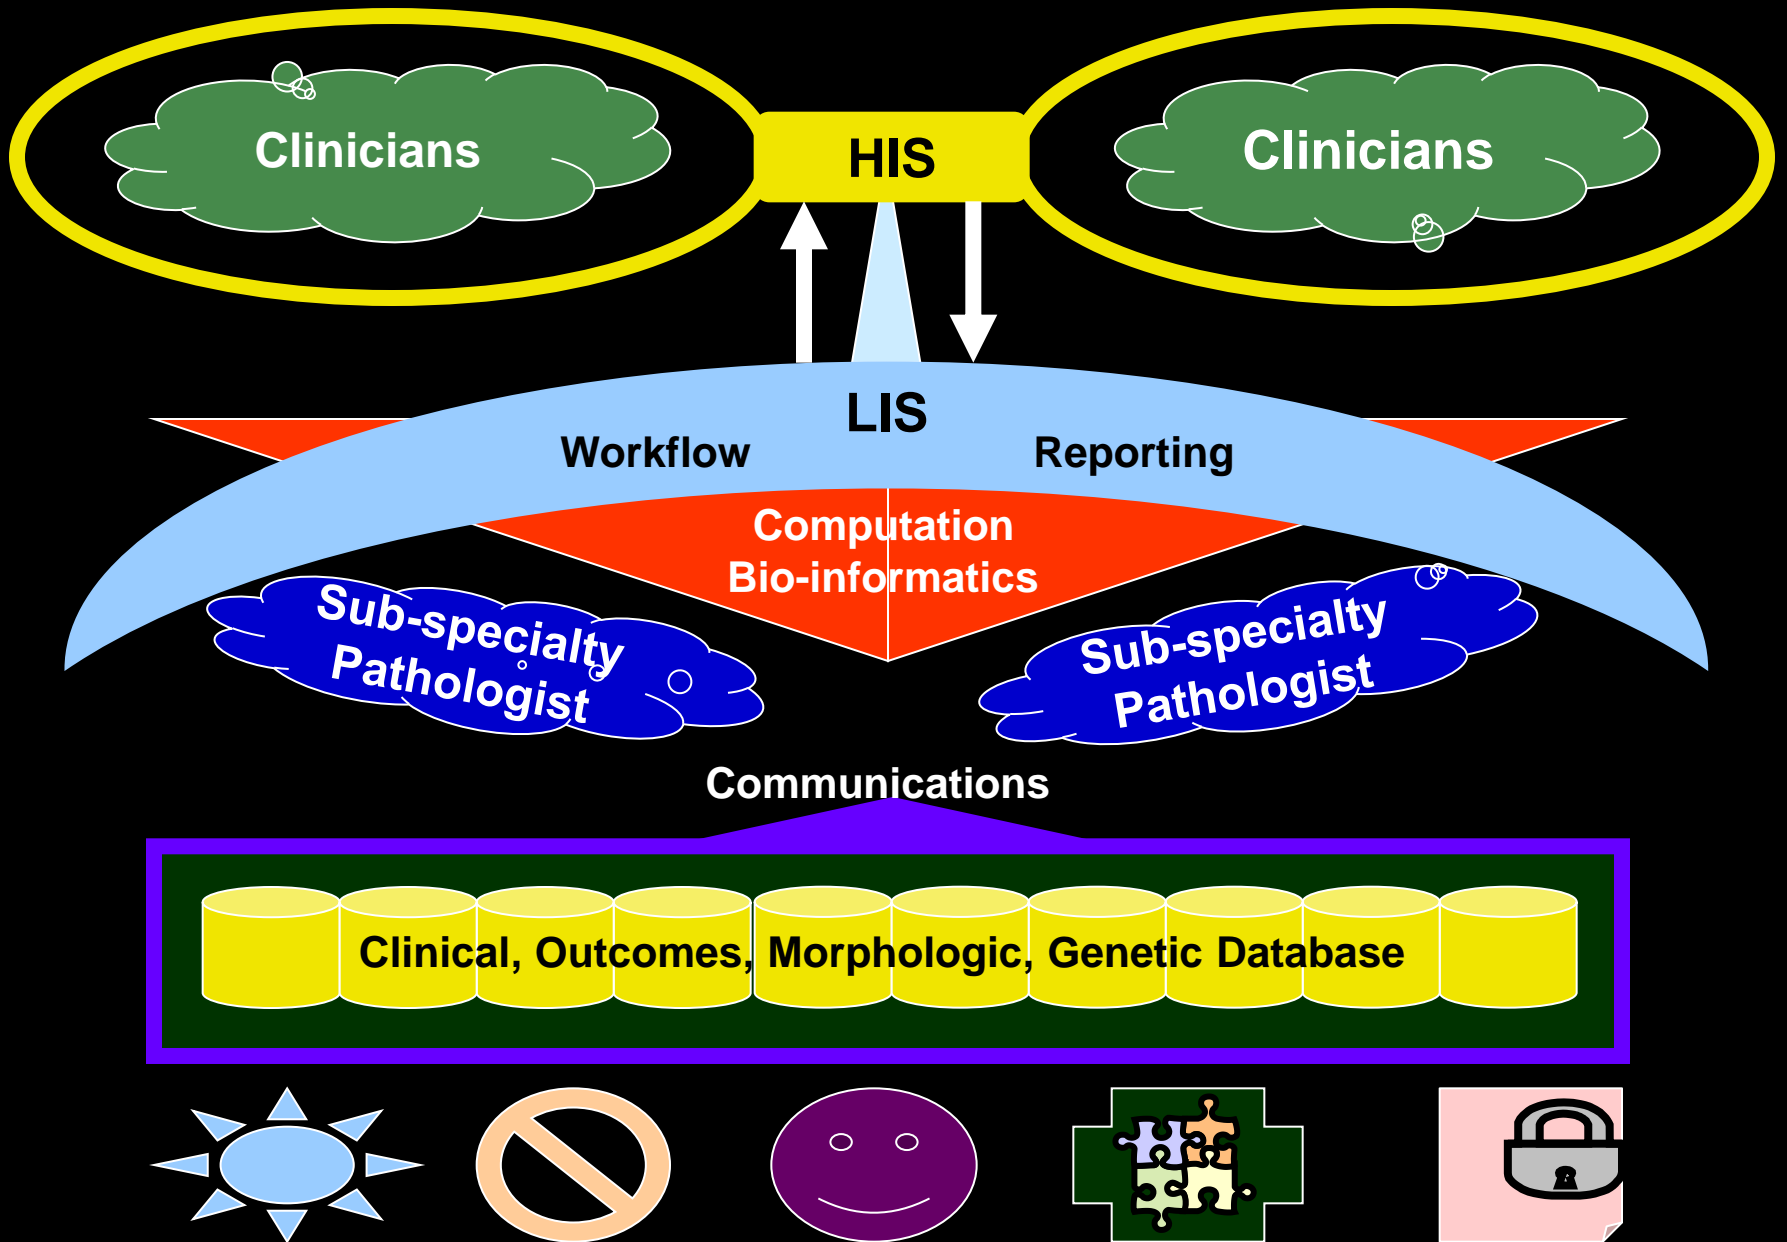 Clinicians
HIS
Clinicians
LIS
Workflow
Reporting
Computation
Bio-informatics
Sub-specialty
Pathologist
Sub-specialty
Pathologist
Communications
Clinical, Outcomes, Morphologic, Genetic Database